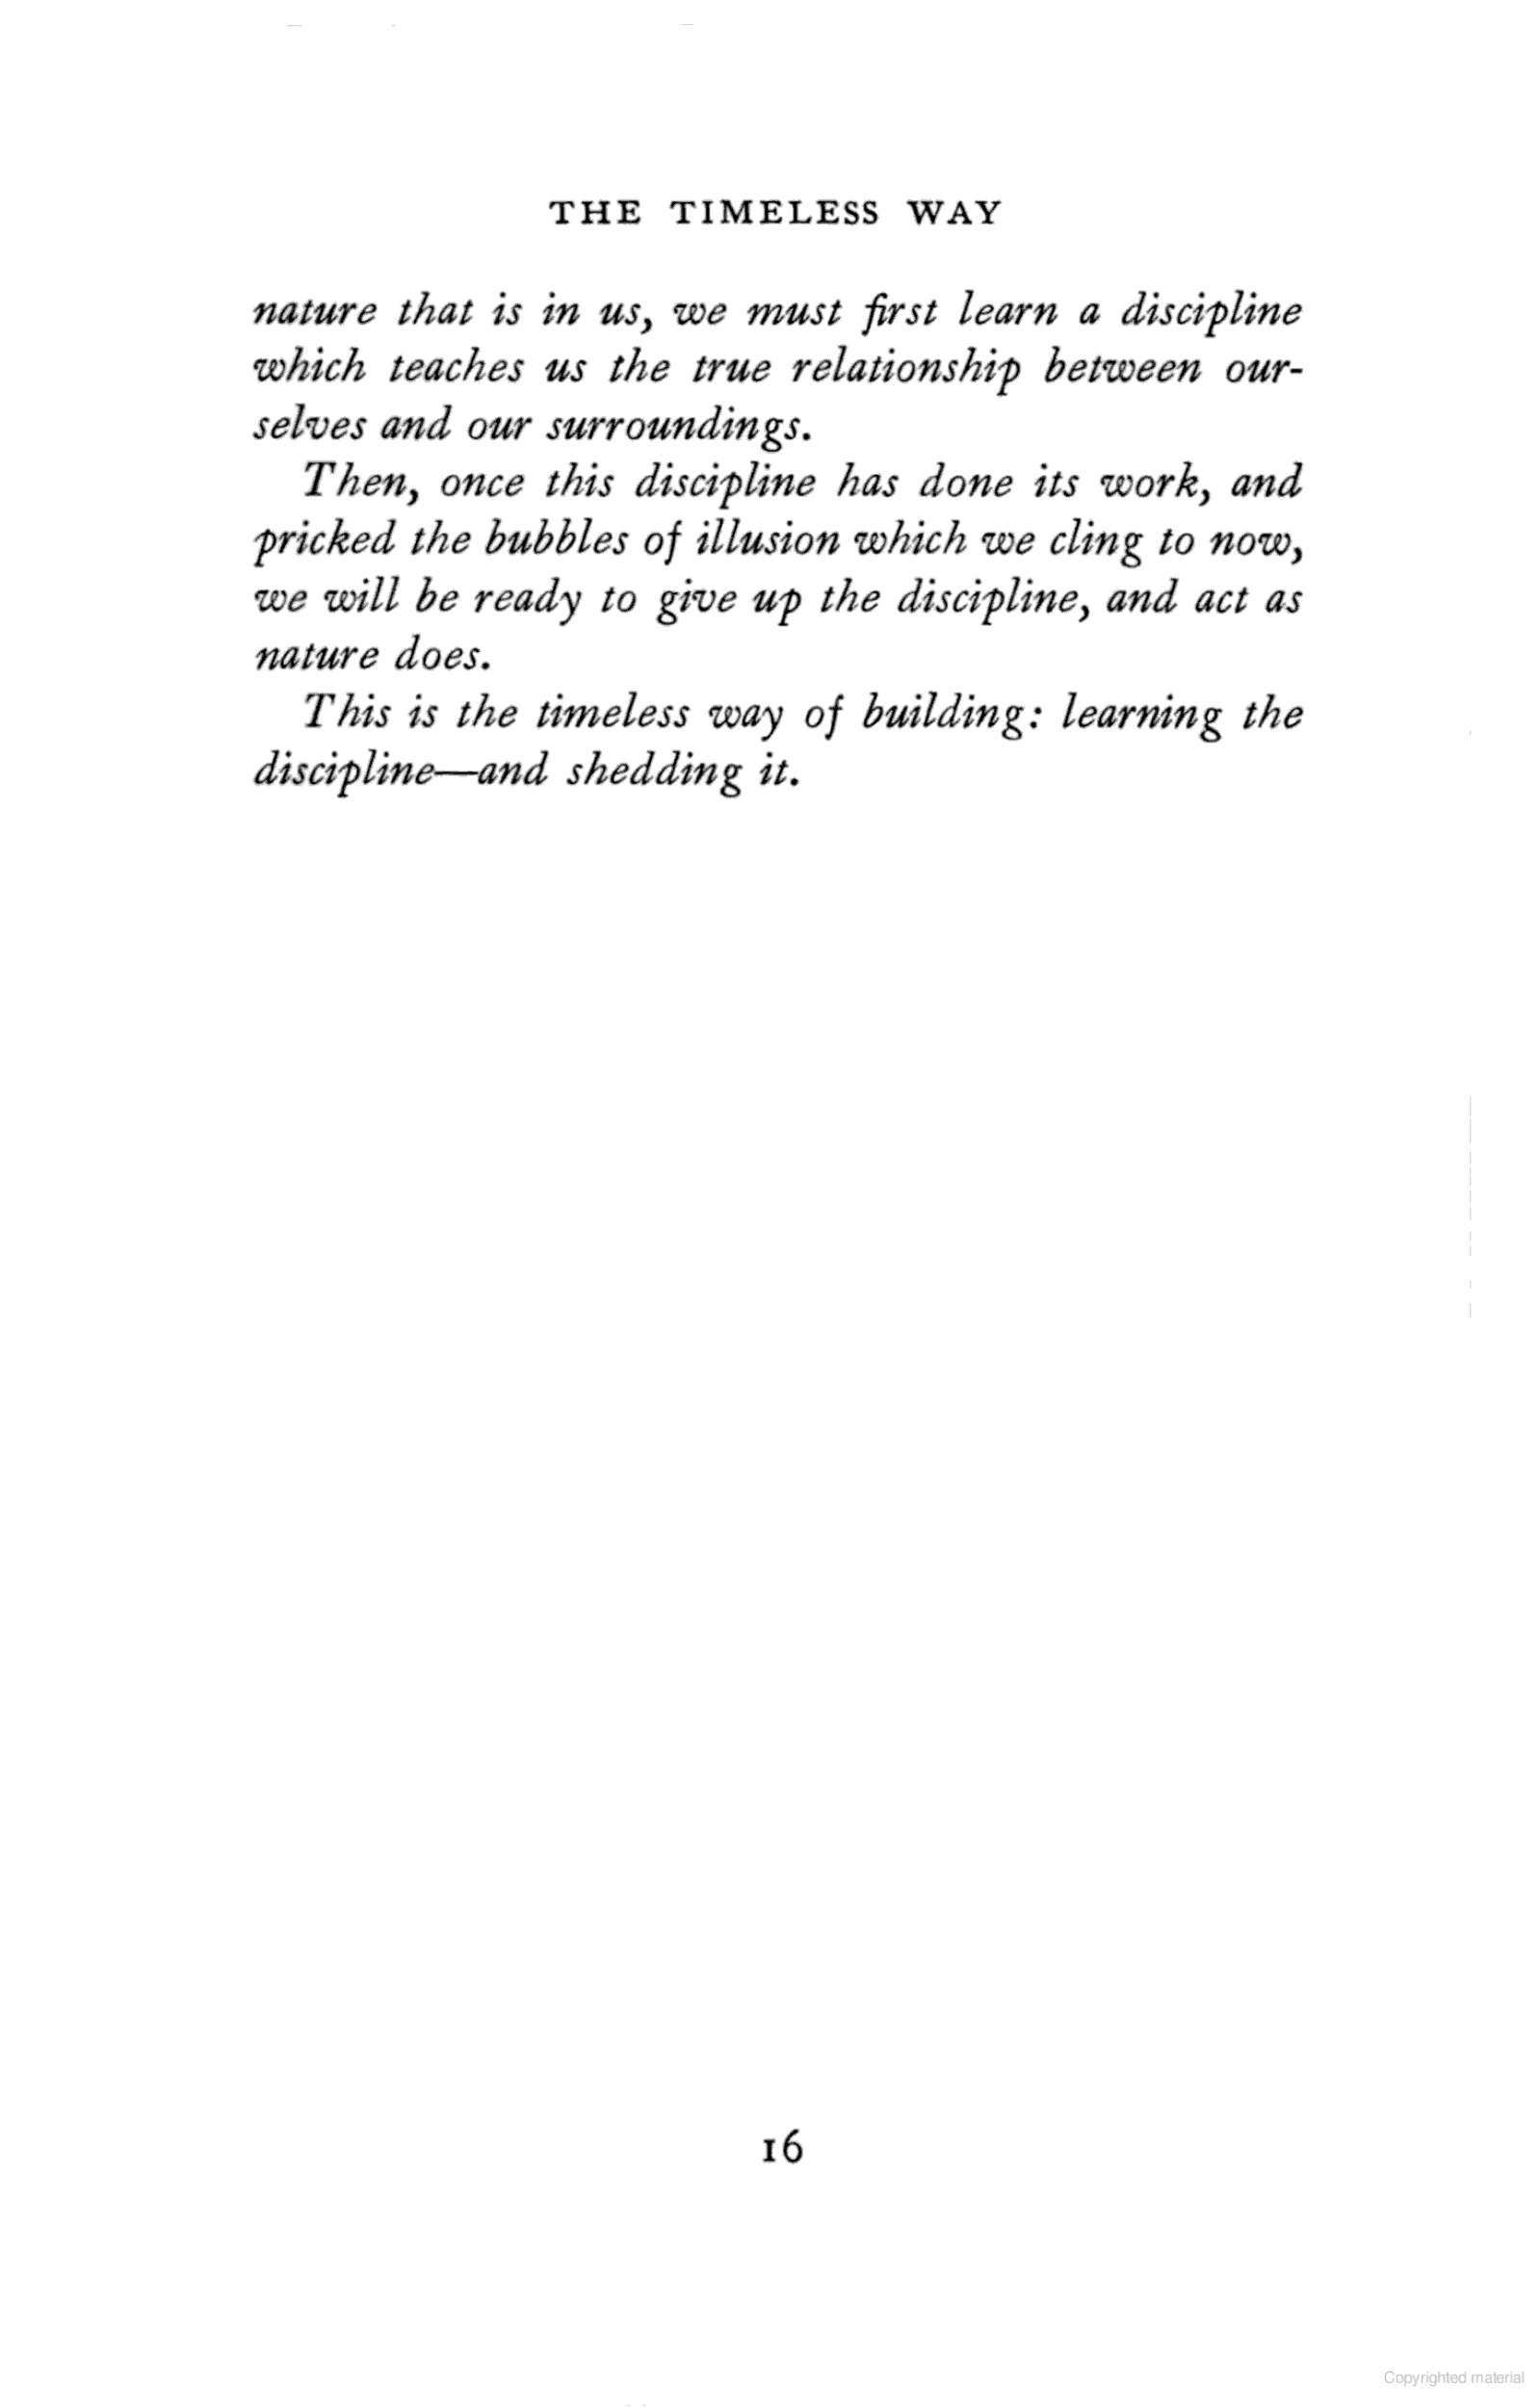 THE TIMELESS WAY
nature that is in us, we must first learn a discipline
which teaches us the true relationship between our-
selves and our surroundings.
Then, once this discipline has done its work, and
pricked the bubbles of illusion which we cling to now,
we will be ready to give up the discipline, and act as
nature does.
This is the timeless way of building: learning the
discipline—and shedding it.
16
Copyrighted material